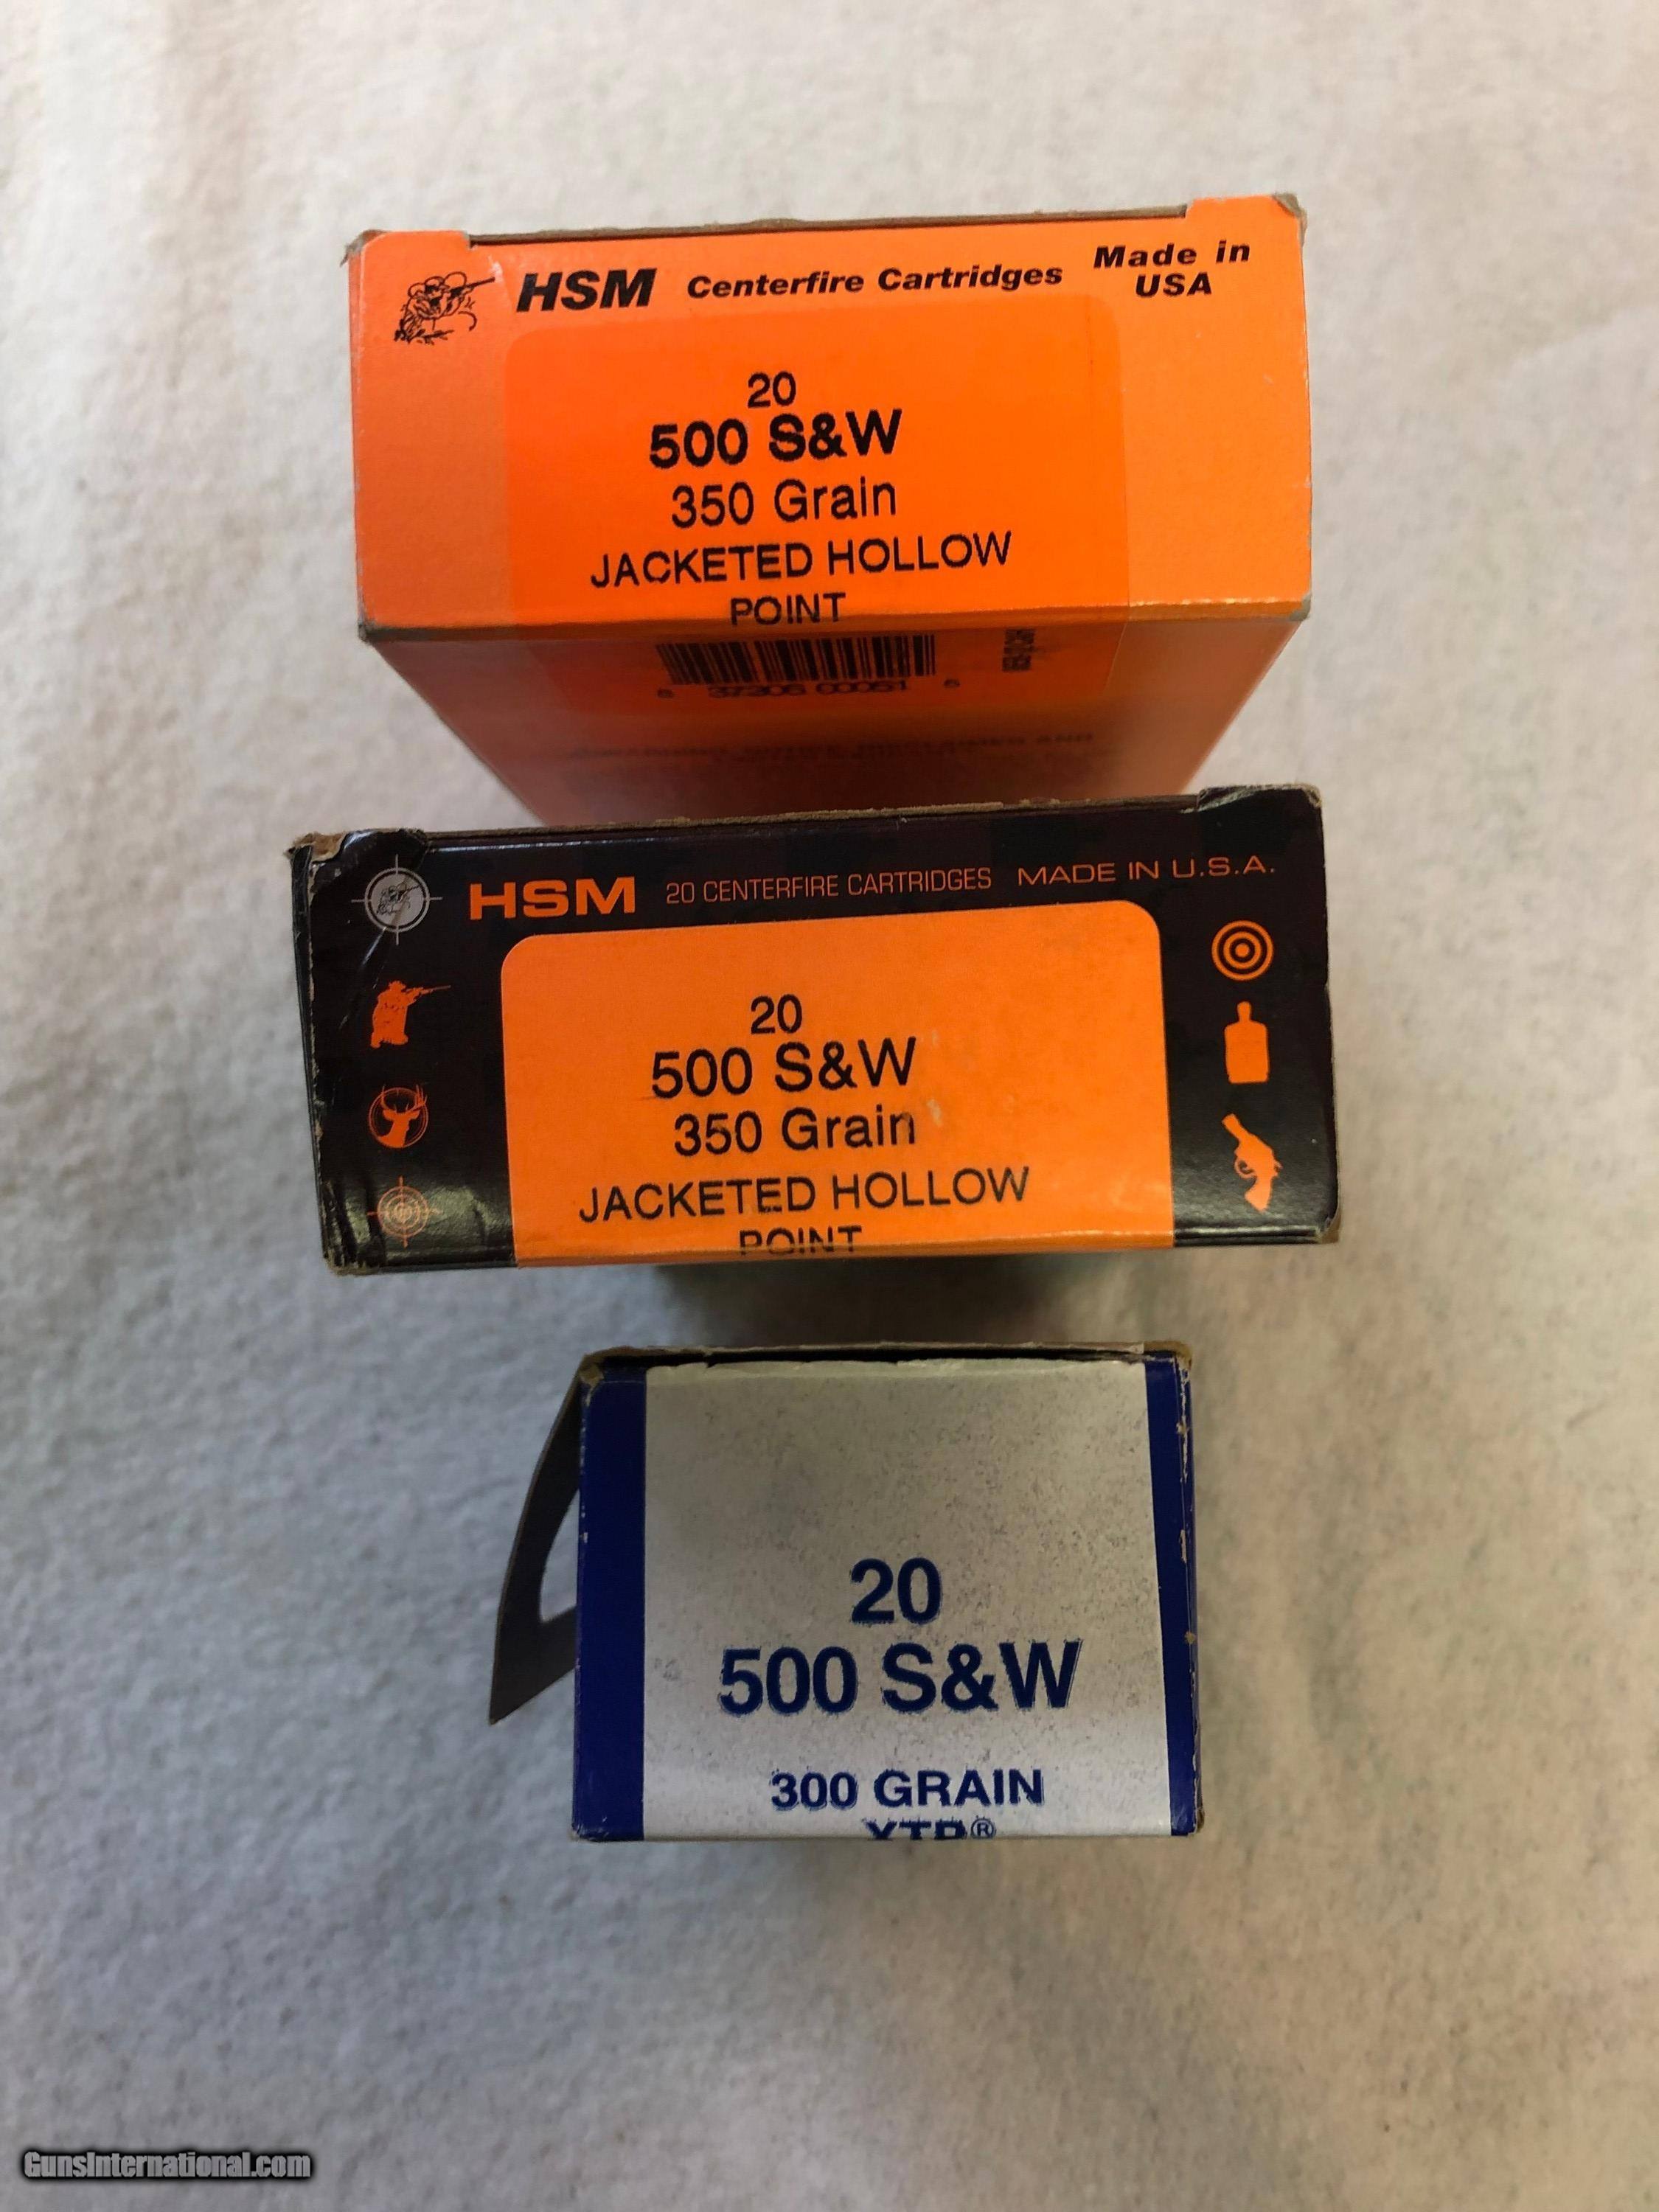 HSM Centerfire Cartridges Made in USA
20
500 S&W
350 Grain
JACKETED HOLLOW
POINT
HSM 20 CENTERFIRE CARTRIDGES MADE IN U.S.A.
20
500 S&W
350 Grain
JACKETED HOLLOW
POINT
20
500 S&W
300 GRAIN
XTP®
GunsInternational.com